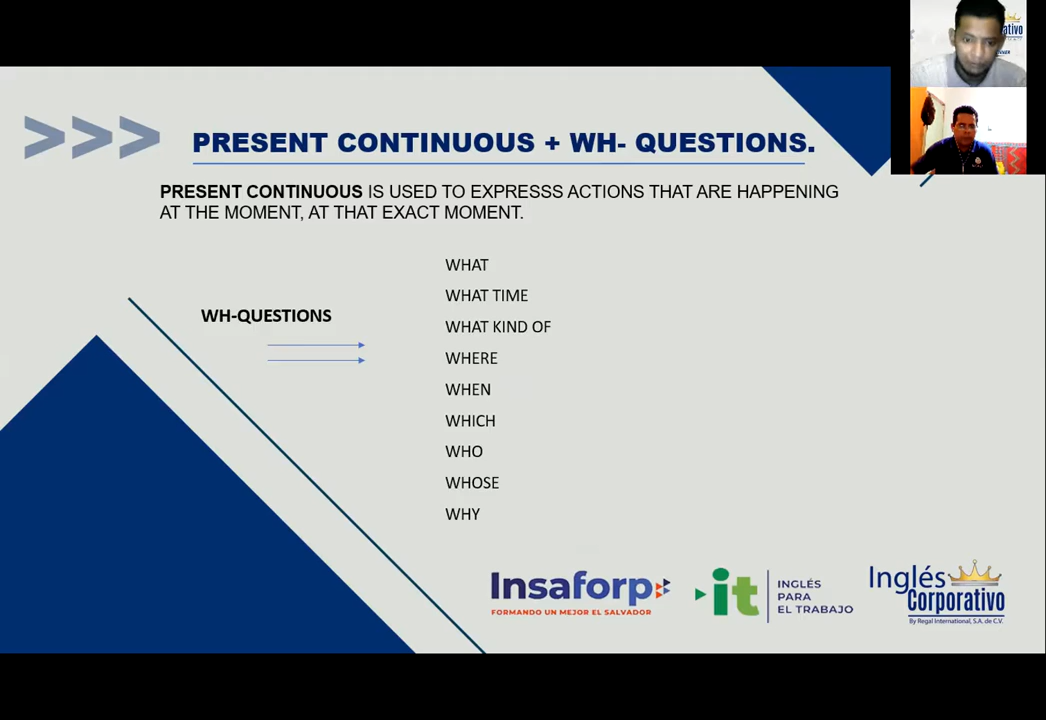 >>> PRESENT CONTINUOUS + WH- QUESTIONS.
PRESENT CONTINUOUS IS USED TO EXPRESSS ACTIONS THAT ARE HAPPENING
AT THE MOMENT, AT THAT EXACT MOMENT.
WH-QUESTIONS
WHAT
WHAT TIME
WHAT KIND OF
WHERE
WHEN
WHICH
WHO
WHOSE
WHY
Insaforp
FORMANDO UN MEJOR EL SALVADOR
it
INGLÉS
PARA
EL TRABAJO
Inglés
Corporativo
By Regal International, S.A. de C.V.